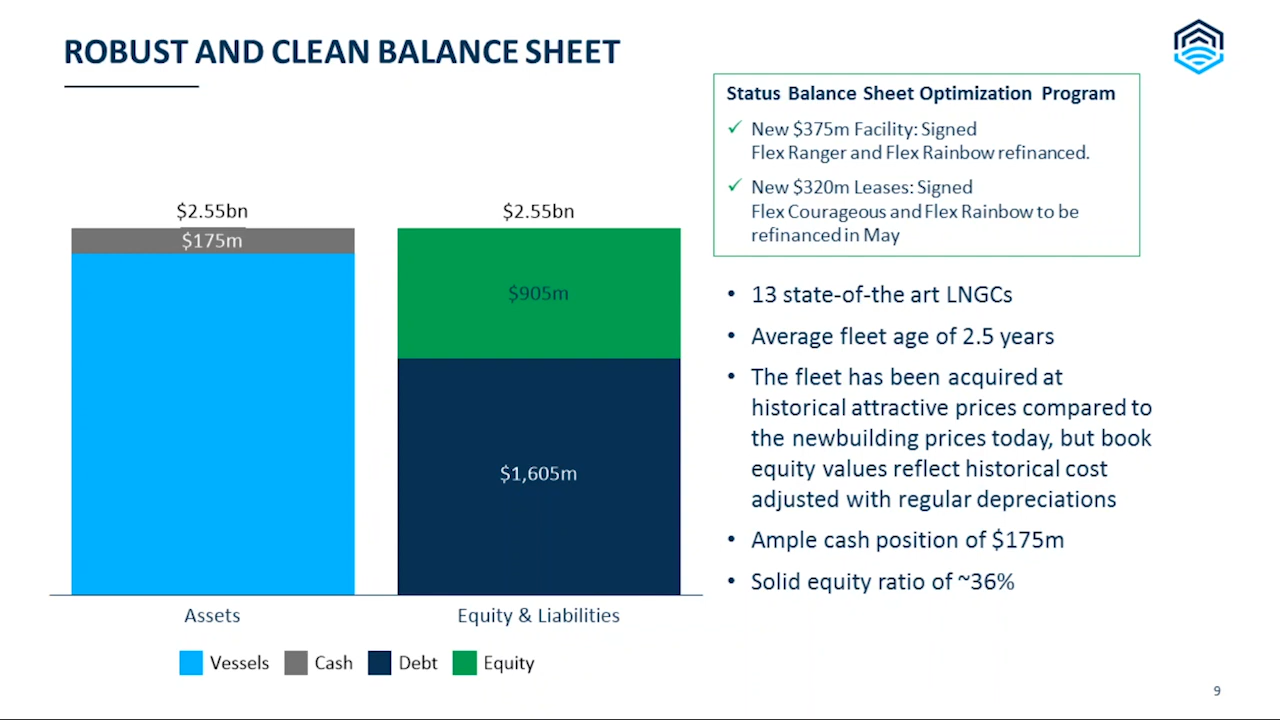 ROBUST AND CLEAN BALANCE SHEET
Status Balance Sheet Optimization Program
✓ New $375m Facility: Signed
Flex Ranger and Flex Rainbow refinanced.
✓ New $320m Leases: Signed
Flex Courageous and Flex Rainbow to be
refinanced in May
$2.55bn
$175m
$2.55bn
$905m
$1,605m
Assets
Equity & Liabilities
Vessels
Cash
Debt
Equity
• 13 state-of-the art LNGCs
• Average fleet age of 2.5 years
• The fleet has been acquired at
historical attractive prices compared to
the newbuilding prices today, but book
equity values reflect historical cost
adjusted with regular depreciations
• Ample cash position of $175m
• Solid equity ratio of ~36%
9